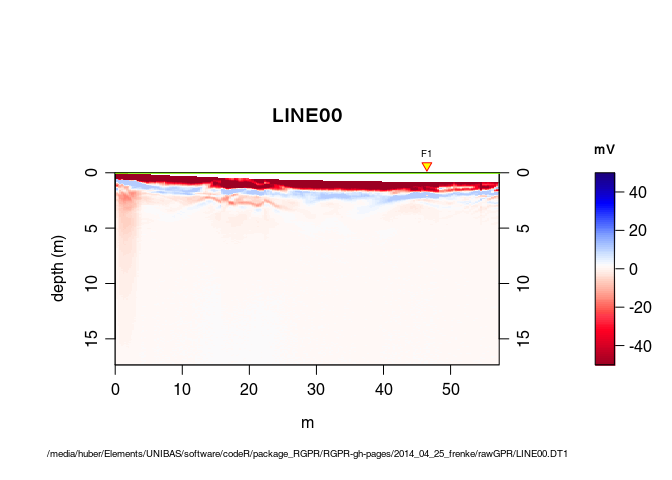 LINE00
F1
mV
0
5
10
15
depth (m)
0
5
10
15
40
20
0
-20
-40
0 10 20 30 40 50
m
/media/huber/Elements/UNIBAS/software/codeR/package_RGPR/RGPR-gh-pages/2014_04_25_frenke/rawGPR/LINE00.DT1